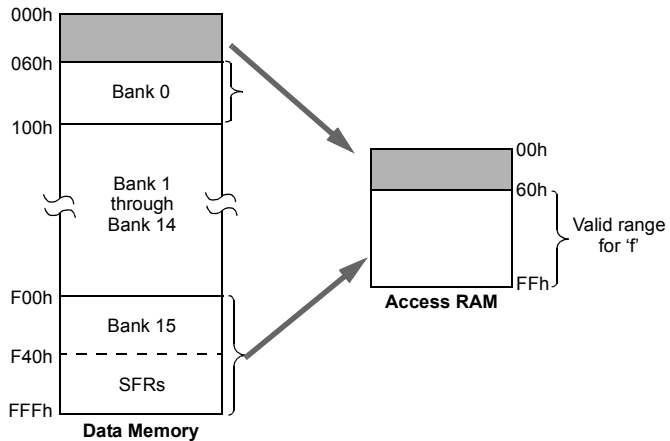 000h
060h
Bank 0
100h
Bank 1
through
Bank 14
F00h
Bank 15
F40h
SFRs
FFFh
Data Memory
00h
60h
Valid range
for ‘f’
FFh
Access RAM